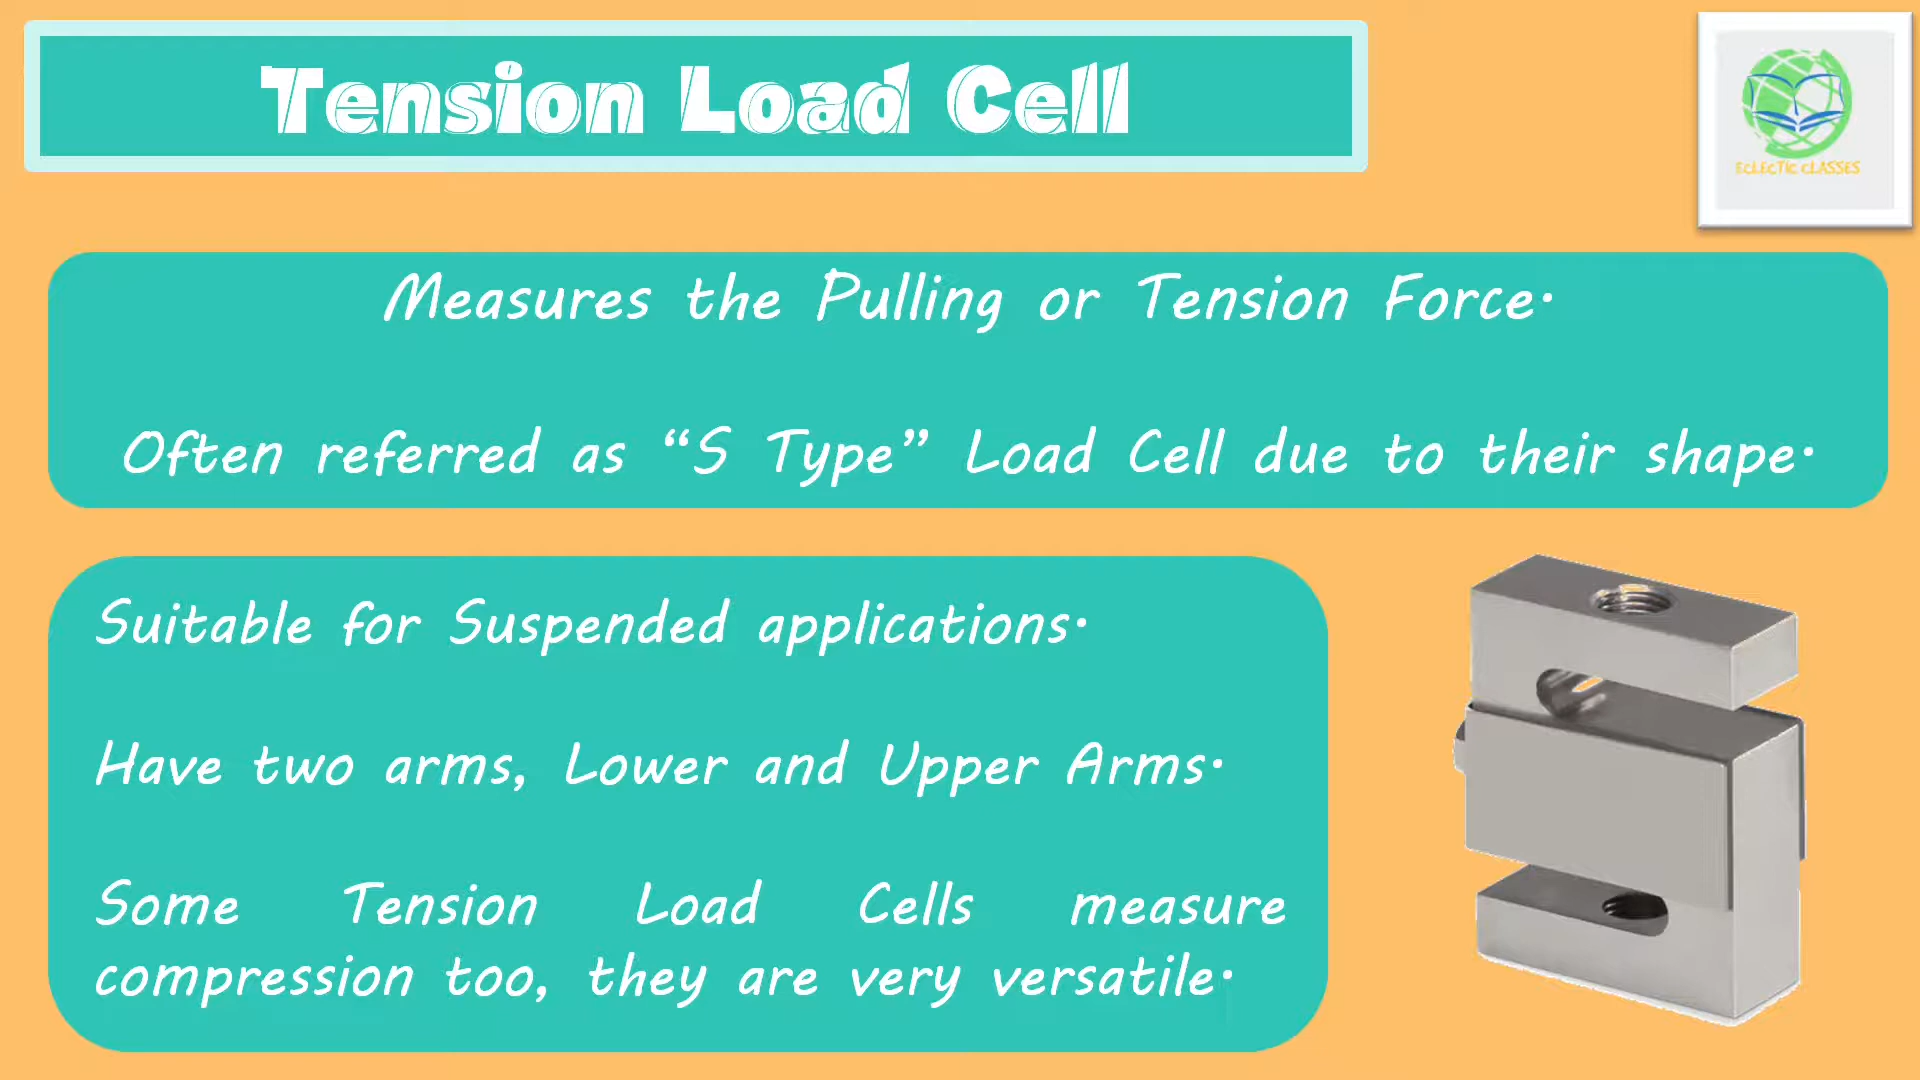 Tension Load Cell
ECLECTIC CLASSES
Measures the Pulling or Tension Force.
Often referred as “S Type” Load Cell due to their shape.
Suitable for Suspended applications.
Have two arms, Lower and Upper Arms.
Some Tension Load Cells measure
compression too, they are very versatile.